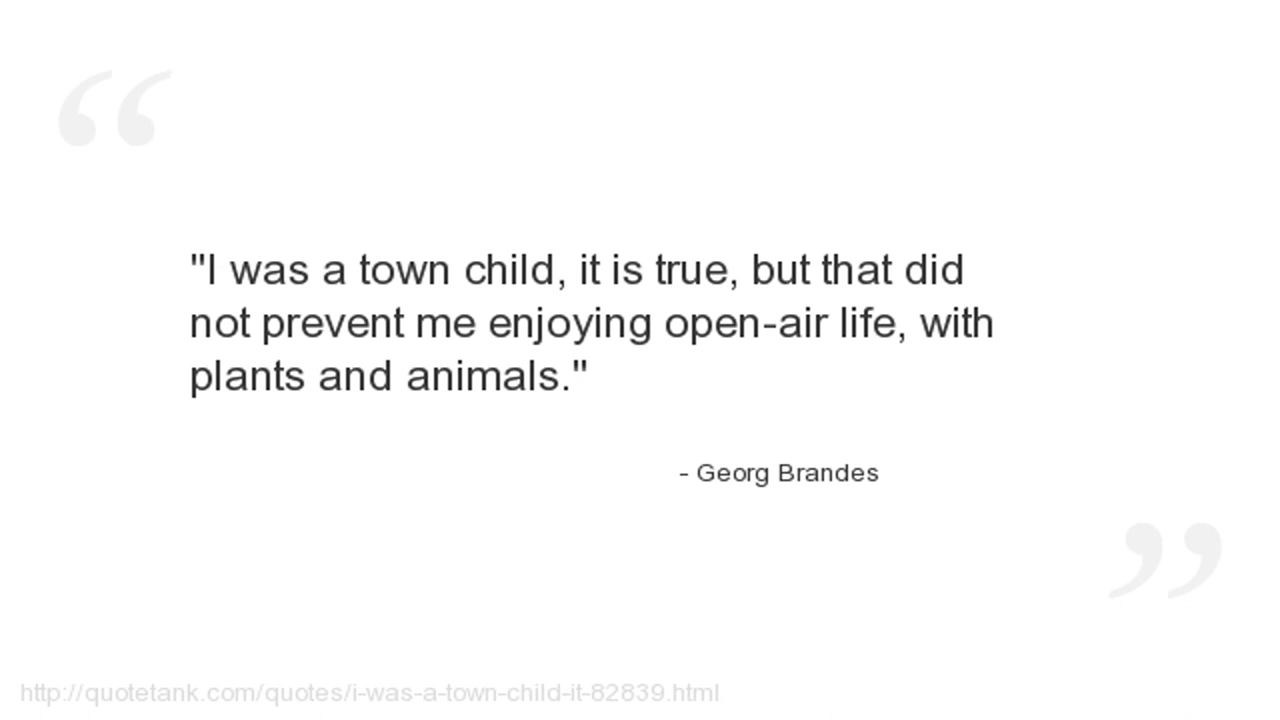 "I was a town child, it is true, but that did
not prevent me enjoying open-air life, with
plants and animals."
- Georg Brandes
http://quotetank.com/quotes/i-was-a-town-child-it-82839.html